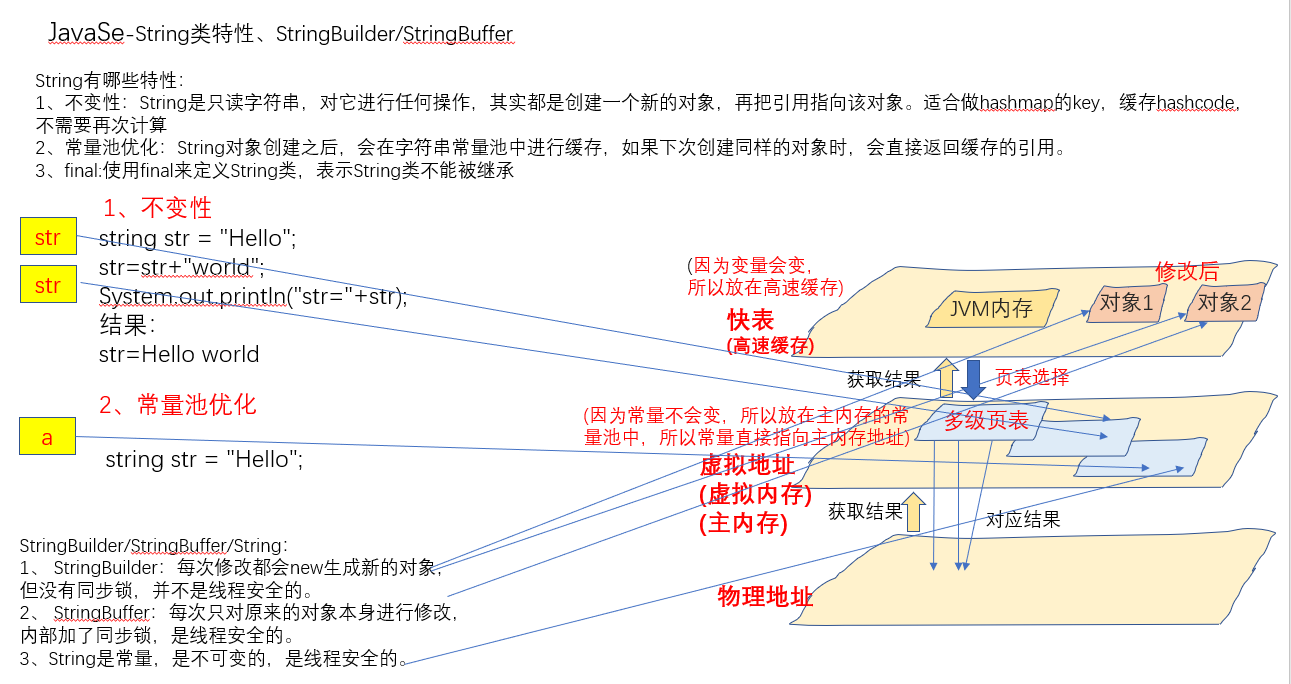 JavaSe-String类特性、StringBuilder/StringBuffer
String有哪些特性：
1、不变性：String是只读字符串，对它进行任何操作，其实都是创建一个新的对象，再把引用指向该对象。适合做hashmap的key，缓存hashcode，
不需要再次计算
2、常量池优化：String对象创建之后，会在字符串常量池中进行缓存，如果下次创建同样的对象时，会直接返回缓存的引用。
3、final:使用final来定义String类，表示String类不能被继承
1、不变性
str
string str = "Hello";
str=str+"world";
str
System.out.println("str="+str);
结果：
str=Hello world
2、常量池优化
a
string str = "Hello";
(因为变量会变，
所以放在高速缓存)
快表
(高速缓存)
修改后
JVM内存
对象1
对象2
获取结果
页表选择
(因为常量不会变，所以放在主内存的常
量池中，所以常量直接指向主内存地址)
多级页表
虚拟地址
(虚拟内存)
(主内存)
获取结果
对应结果
物理地址
StringBuilder/StringBuffer/String：
1、 StringBuilder：每次修改都会new生成新的对象，
但没有同步锁，并不是线程安全的。
2、 StringBuffer：每次只对原来的对象本身进行修改，
内部加了同步锁，是线程安全的。
3、String是常量，是不可变的，是线程安全的。